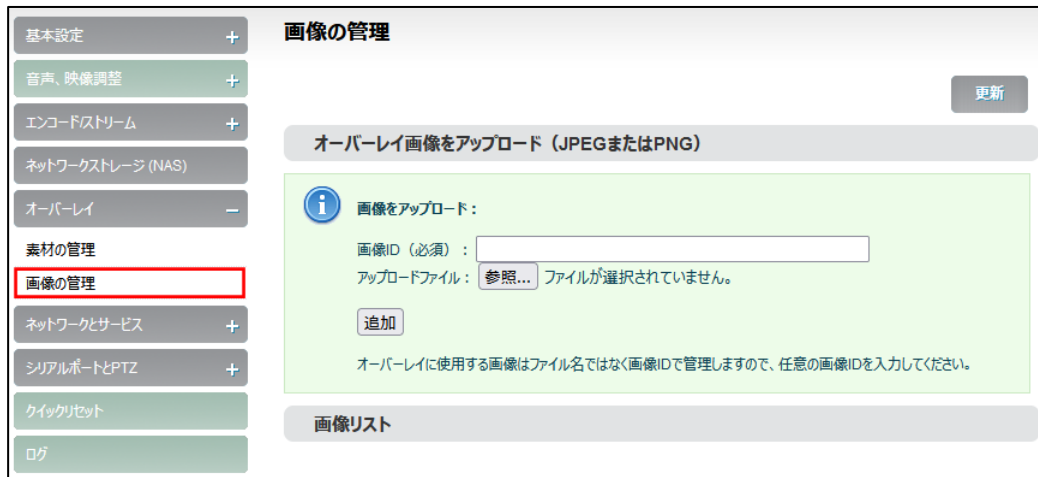 基本設定
音声、映像調整
エンコード/ストリーム
ネットワークストレージ (NAS)
オーバーレイ
素材の管理
画像の管理
ネットワークとサービス
シリアルポートとPTZ
クイックリセット
ログ
画像の管理
更新
オーバーレイ画像をアップロード（JPEGまたはPNG）
画像をアップロード：
画像ID（必須）：
アップロードファイル： 参照... ファイルが選択されていません。
追加
オーバーレイに使用する画像はファイル名ではなく画像IDで管理しますので、任意の画像IDを入力してください。
画像リスト